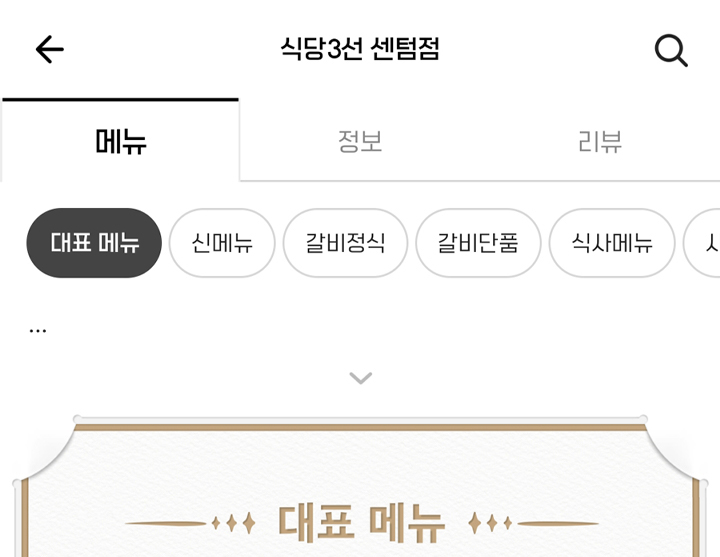 식당3선 센텀점
메뉴 정보 리뷰
대표 메뉴 신메뉴 갈비정식 갈비단품 식사메뉴
...
대표 메뉴